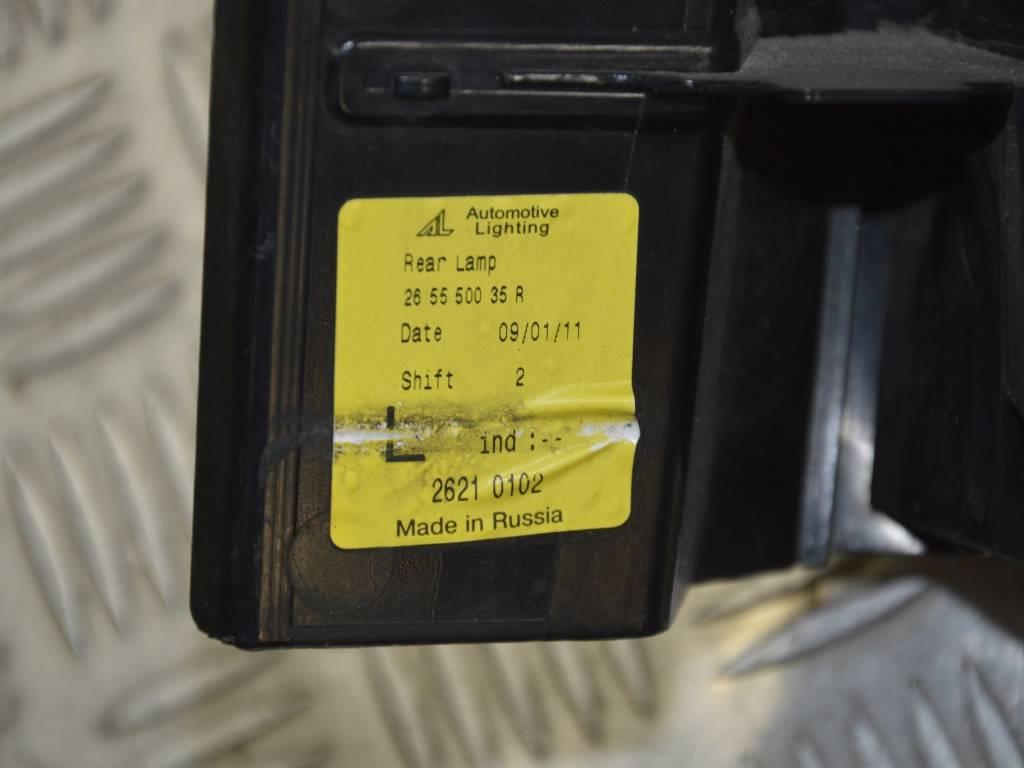 AL Automotive
Lighting
Rear Lamp
26 55 500 35 R
Date 09/01/11
Shift 2
L ind :--
2621 0102
Made in Russia